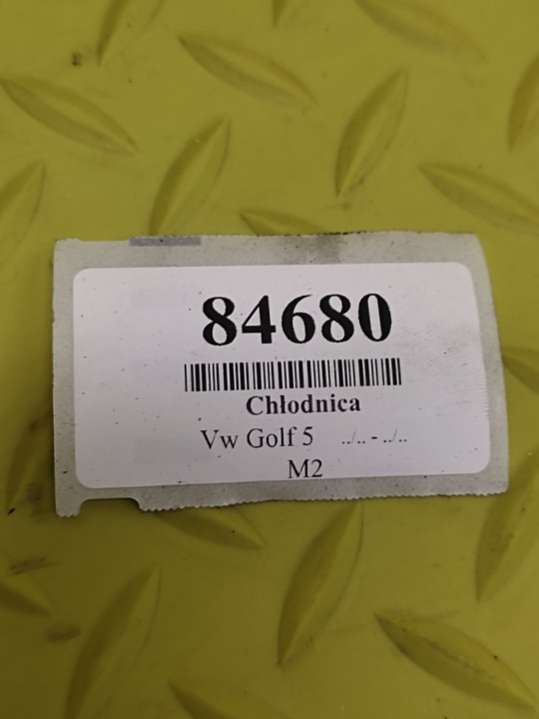 84680
Chłodnica
Vw Golf 5 ../.. - ../..
M2